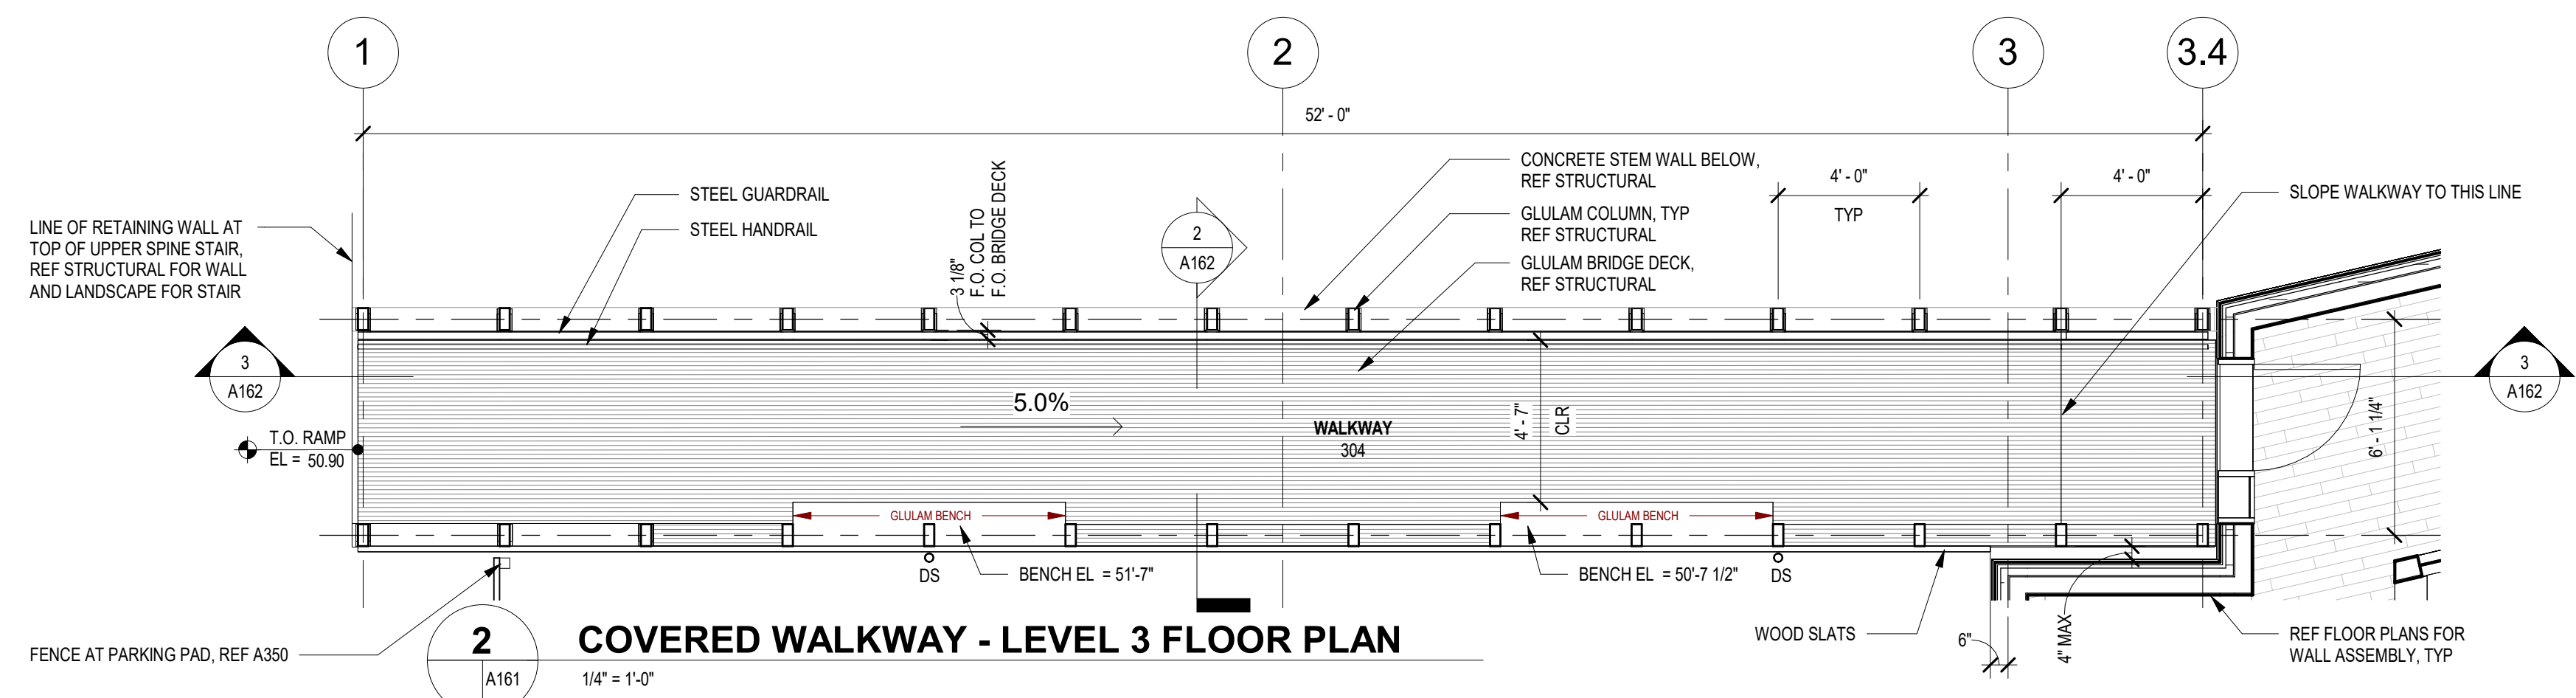 1
2
3
3.4
52' - 0"
STEEL GUARDRAIL
STEEL HANDRAIL
LINE OF RETAINING WALL AT
TOP OF UPPER SPINE STAIR,
REF STRUCTURAL FOR WALL
AND LANDSCAPE FOR STAIR
3 1/8"
F.O. COL TO
F.O. BRIDGE DECK
2
A162
CONCRETE STEM WALL BELOW,
REF STRUCTURAL
GLULAM COLUMN, TYP
REF STRUCTURAL
GLULAM BRIDGE DECK,
REF STRUCTURAL
4' - 0"
TYP
4' - 0"
SLOPE WALKWAY TO THIS LINE
3
A162
3
A162
5.0%
WALKWAY
304
4' - 7"
CLR
6' - 1 1/4"
T.O. RAMP
EL = 50.90
GLULAM BENCH
GLULAM BENCH
DS
BENCH EL = 51'-7"
BENCH EL = 50'-7 1/2"
DS
FENCE AT PARKING PAD, REF A350
WOOD SLATS
6"
4" MAX
REF FLOOR PLANS FOR
WALL ASSEMBLY, TYP
2
A161
COVERED WALKWAY - LEVEL 3 FLOOR PLAN
1/4" = 1'-0"